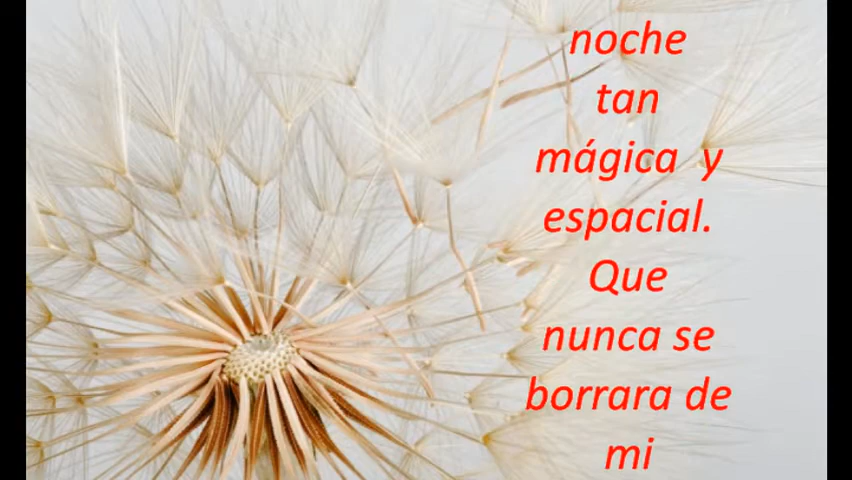 noche
tan
mágica y
espacial.
Que
nunca se
borrara de
mi